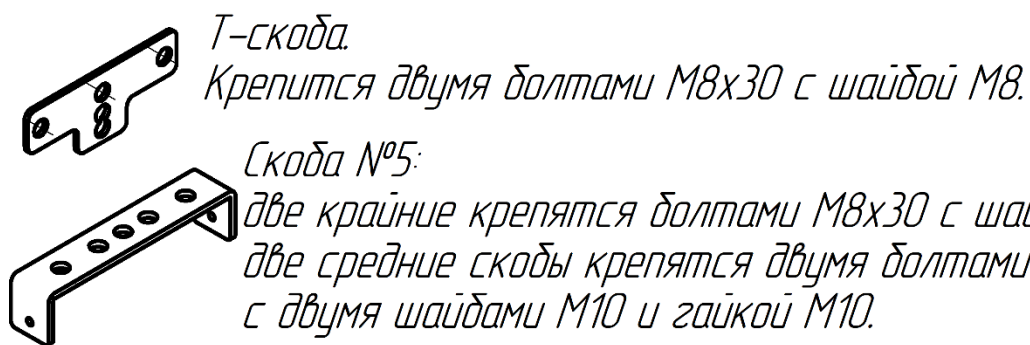 Т-скоба.
Крепится двумя болтами М8х30 с шайбой М8.
Скоба №5:
две крайние крепятся болтами М8х30 с
две средние скобы крепятся двумя болтами
с двумя шайбами М10 и гайкой М10.